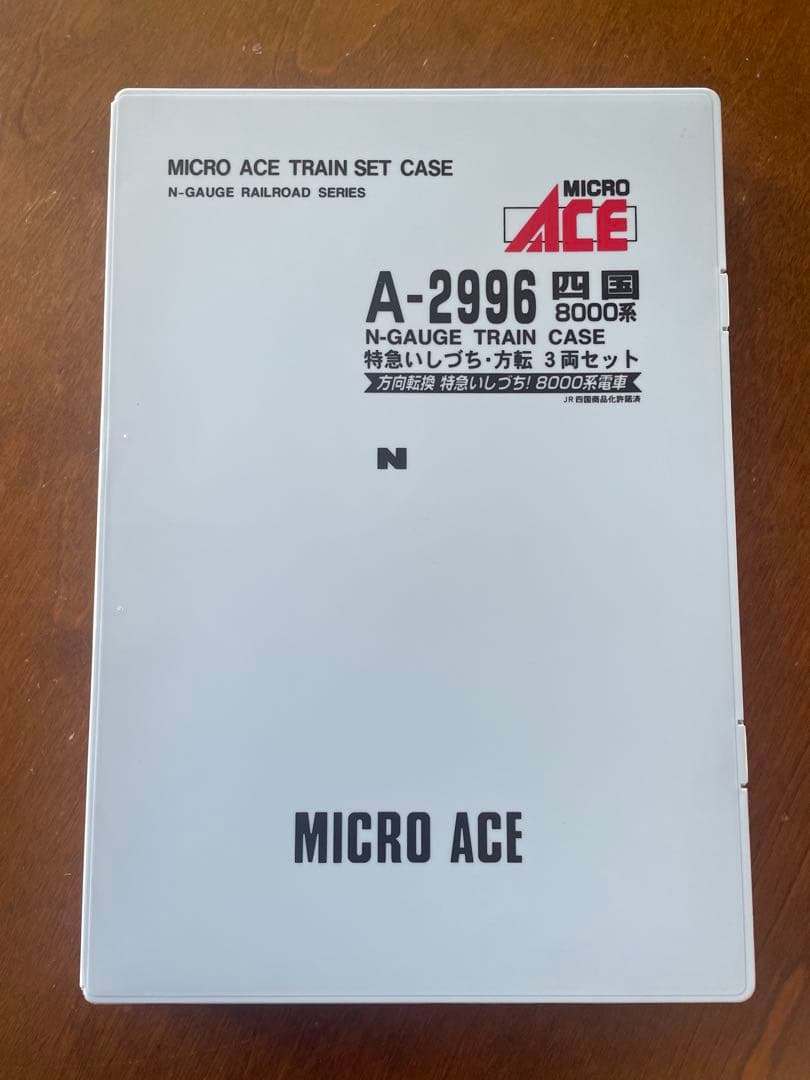 MICRO ACE TRAIN SET CASE
N-GAUGE RAILROAD SERIES
MICRO
ACE
A-2996 四国
8000系
N-GAUGE TRAIN CASE
特急いしづち・方転 3両セット
方向転換 特急いしづち! 8000系電車
JR四国商品化許諾済
N
MICRO ACE